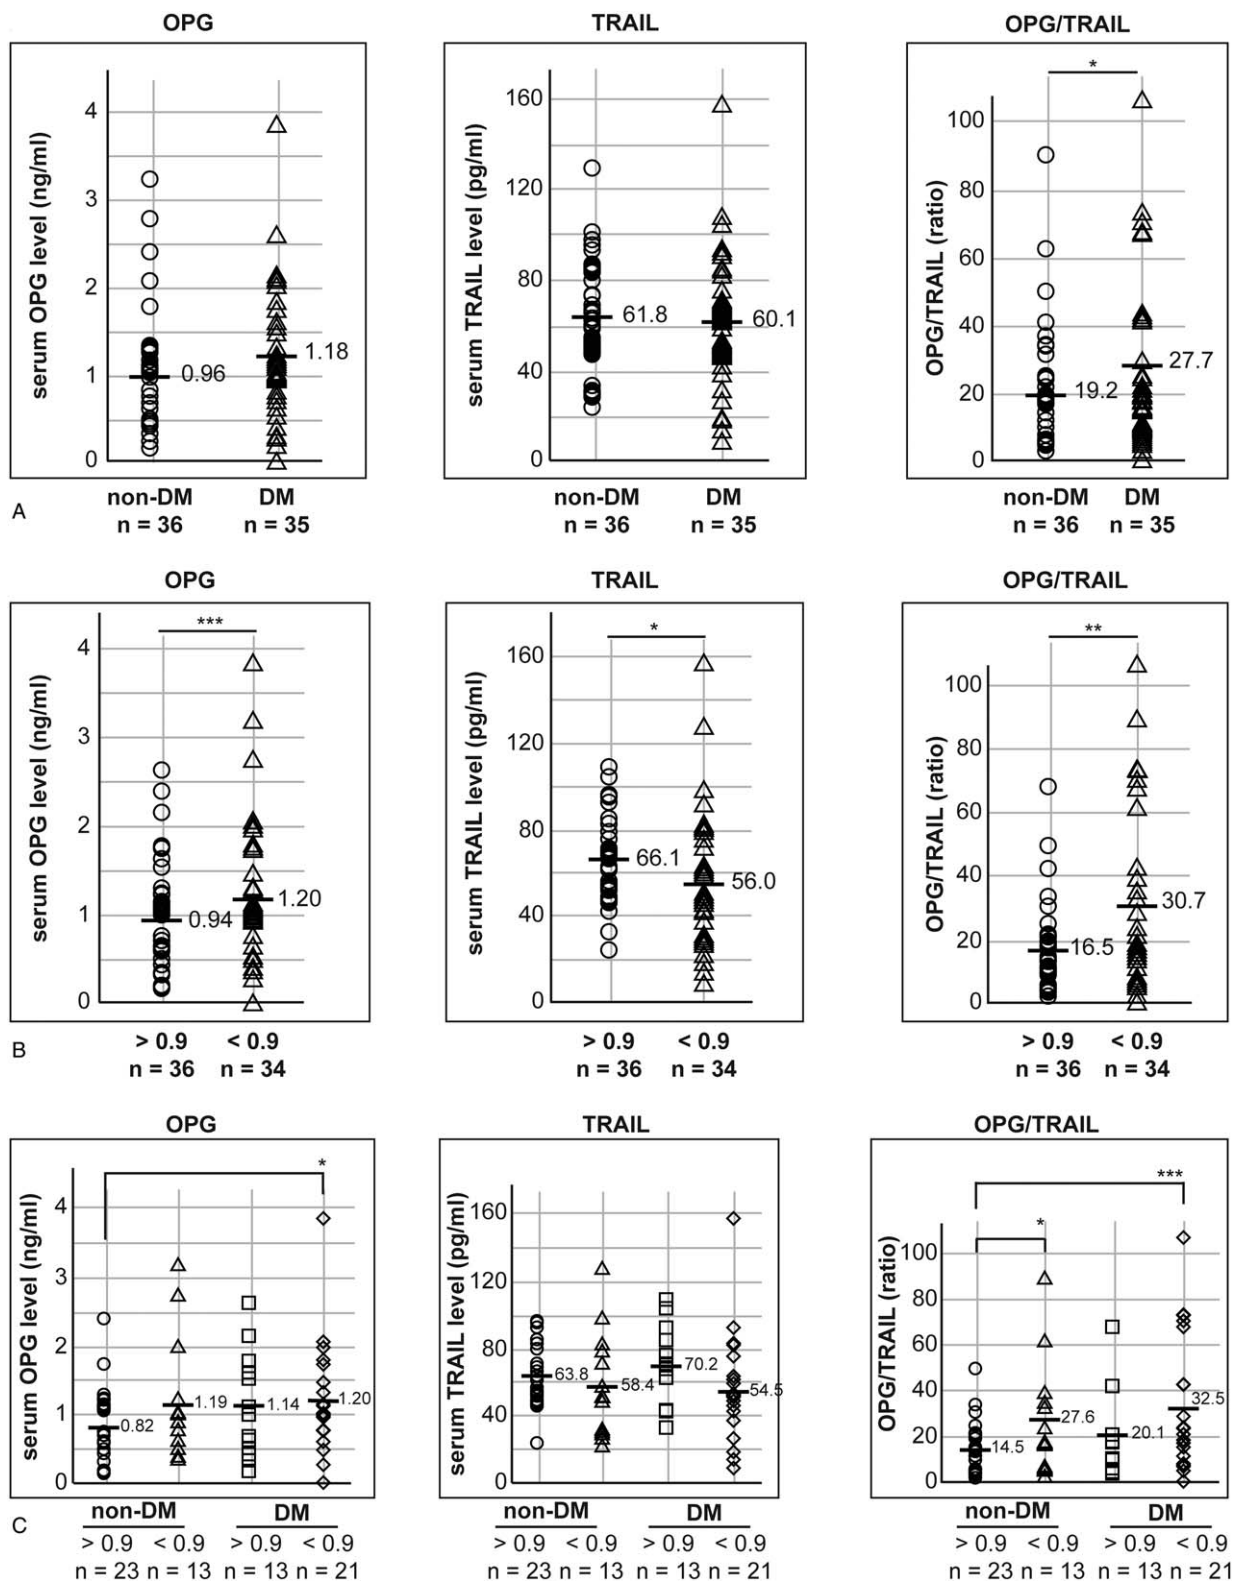 OPG TRAIL OPG/TRAIL
*
serum OPG level (ng/ml) serum TRAIL level (pg/ml) OPG/TRAIL (ratio)
4 160 100
3 120 80
2 80 60
1 40 40
0 0 20
0
0.96 1.18 61.8 60.1 19.2 27.7
non-DM DM non-DM DM non-DM DM
n = 36 n = 35 n = 36 n = 35 n = 36 n = 35
A
OPG TRAIL OPG/TRAIL
*** * **
serum OPG level (ng/ml) serum TRAIL level (pg/ml) OPG/TRAIL (ratio)
4 160 100
3 120 80
2 80 60
1 40 40
0 0 20
0
0.94 1.20 66.1 56.0 16.5 30.7
> 0.9 < 0.9 > 0.9 < 0.9 > 0.9 < 0.9
n = 36 n = 34 n = 36 n = 34 n = 36 n = 34
B
OPG TRAIL OPG/TRAIL
* * ***
serum OPG level (ng/ml) serum TRAIL level (pg/ml) OPG/TRAIL (ratio)
4 160 100
3 120 80
2 80 60
1 40 40
0 0 20
0
0.82 1.19 1.14 1.20 63.8 58.4 70.2 54.5 14.5 27.6 20.1 32.5
non-DM DM non-DM DM non-DM DM
C
> 0.9 < 0.9 > 0.9 < 0.9 > 0.9 < 0.9 > 0.9 < 0.9 > 0.9 < 0.9 > 0.9 < 0.9
n = 23 n = 13 n = 13 n = 21 n = 23 n = 13 n = 13 n = 21 n = 23 n = 13 n = 13 n = 21